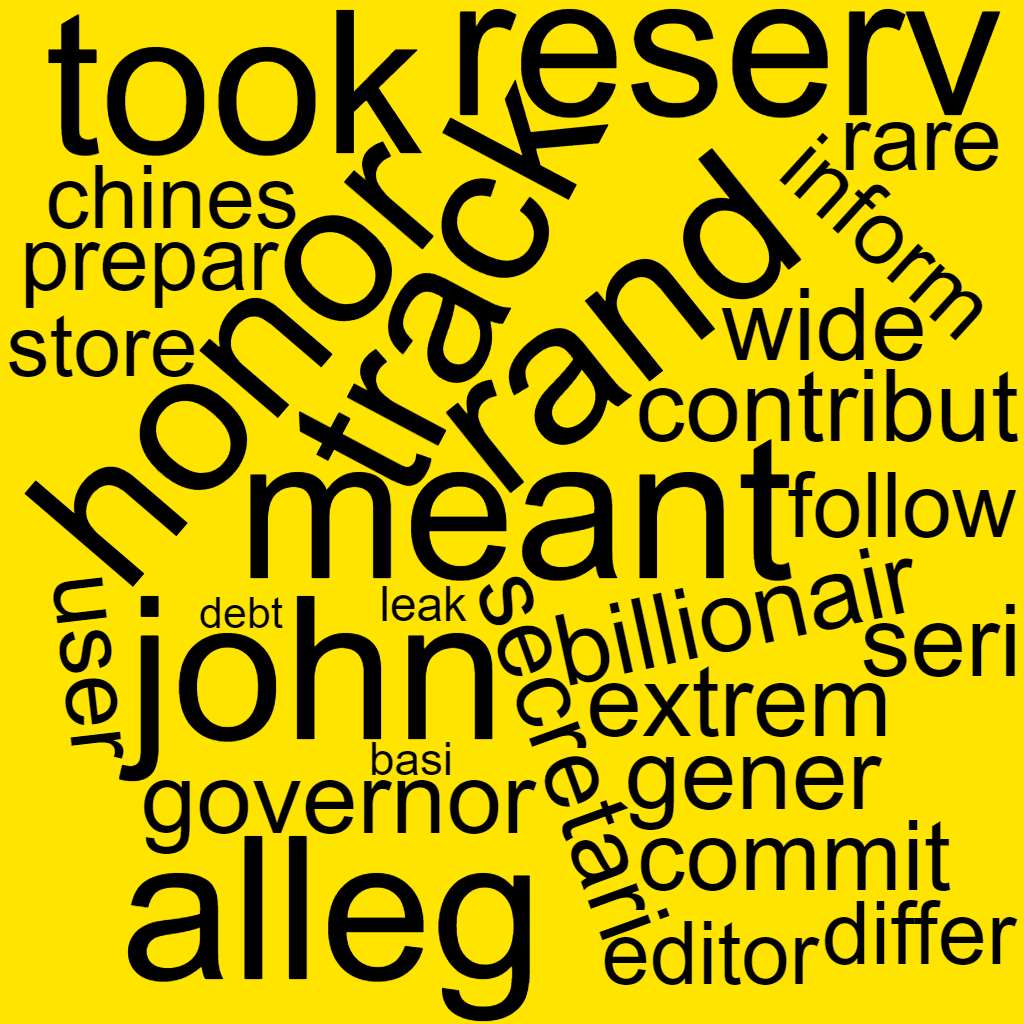 took
reserv
rare
inform
chines
prepar
store
honor
track
rand
wide
contribut
meant
follow
user
debt
leak
john
secretari
billionair
seri
extrem
basi
gener
governor
commit
alleg
editor
differ